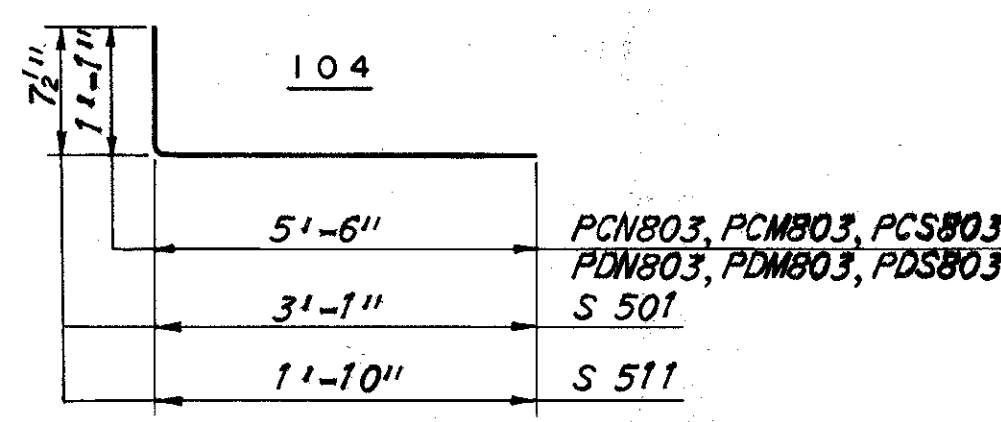 7½"
1'-1"
104
5'-6" PCN803, PCM803, PCS803
PDN803, PDM803, PDS803
3'-1" S 501
1'-10" S 511